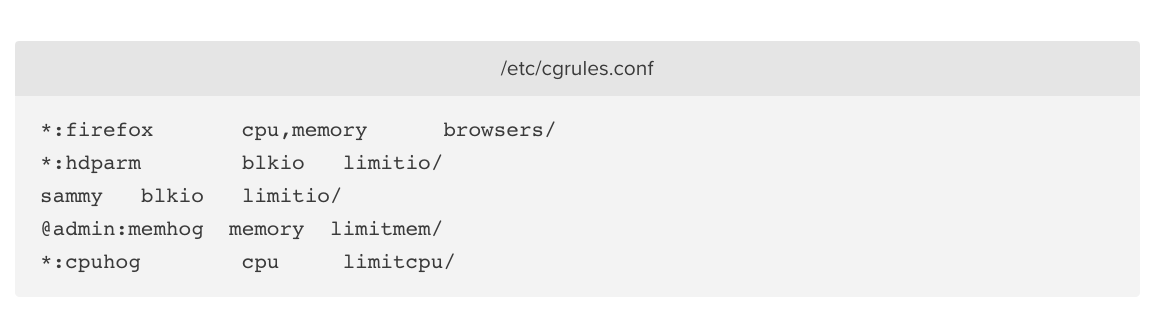 /etc/cgrules.conf
*:firefox       cpu,memory      browsers/
*:hdparm        blkio   limitio/
sammy   blkio   limitio/
@admin:memhog  memory  limitmem/
*:cpuhog        cpu     limitcpu/